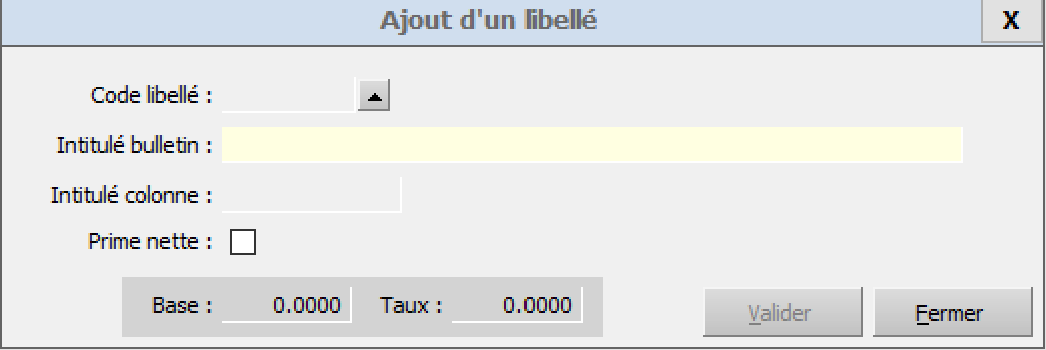 Ajout d'un libellé X
Code libellé :
Intitulé bulletin :
Intitulé colonne :
Prime nette :
Base : 0.0000 Taux : 0.0000 Valider Fermer